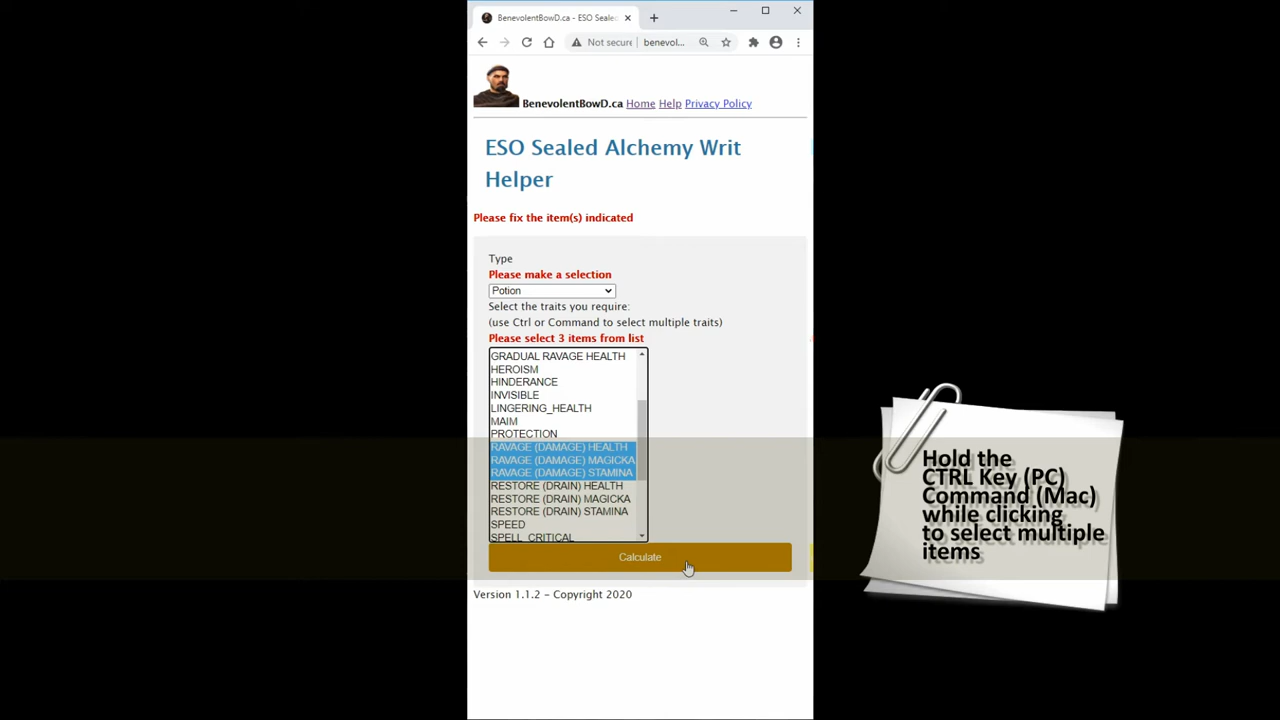 BenevolentBowD.ca - ESO Seale
Not secure
benevol...
BenevolentBowD.ca Home Help Privacy Policy
ESO Sealed Alchemy Writ
Helper
Please fix the item(s) indicated
Type
Please make a selection
Potion
Select the traits you require:
(use Ctrl or Command to select multiple traits)
Please select 3 items from list
GRADUAL RAVAGE HEALTH
HEROISM
HINDERANCE
INVISIBLE
LINGERING_HEALTH
MAIM
PROTECTION
RAVAGE (DAMAGE) HEALTH
RAVAGE (DAMAGE) MAGICKA
RAVAGE (DAMAGE) STAMINA
RESTORE (DRAIN) HEALTH
RESTORE (DRAIN) MAGICKA
RESTORE (DRAIN) STAMINA
SPEED
SPELL_CRITICAL
Calculate
Version 1.1.2 - Copyright 2020
Hold the
CTRL Key (PC)
Command (Mac)
while clicking
to select multiple
items